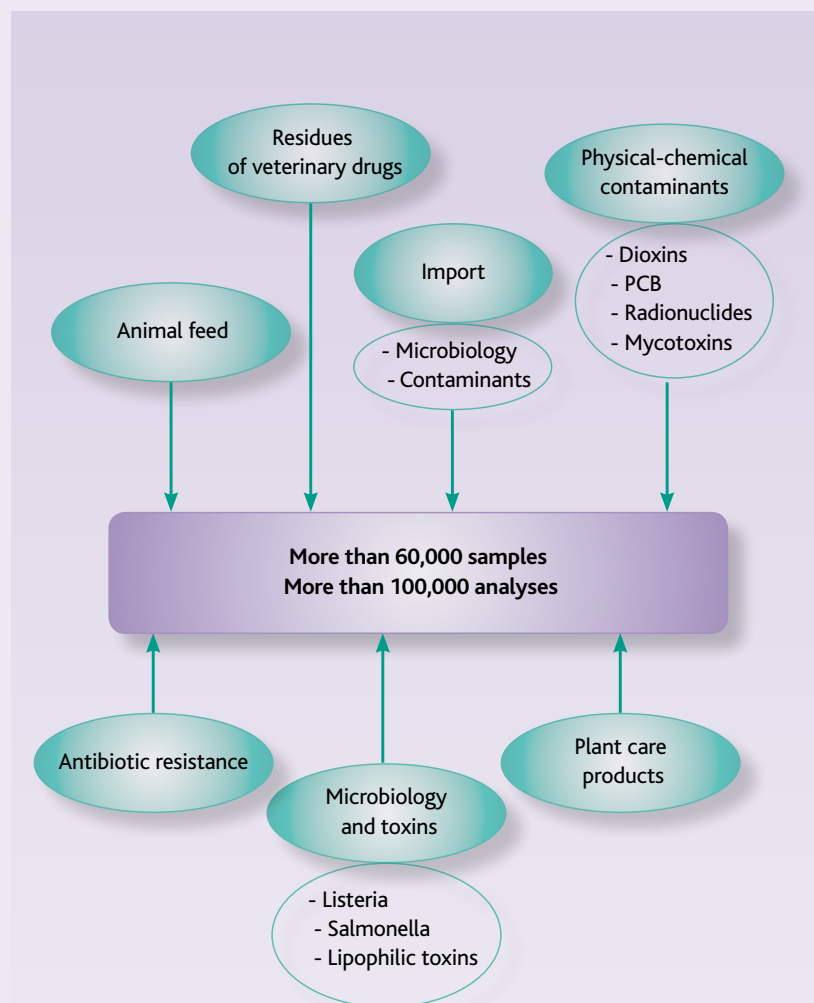 Residues
of veterinary drugs
Physical-chemical
contaminants
- Dioxins
- PCB
- Radionuclides
- Mycotoxins
Import
- Microbiology
- Contaminants
Animal feed
More than 60,000 samples
More than 100,000 analyses
Antibiotic resistance
Microbiology
and toxins
- Listeria
- Salmonella
- Lipophilic toxins
Plant care
products